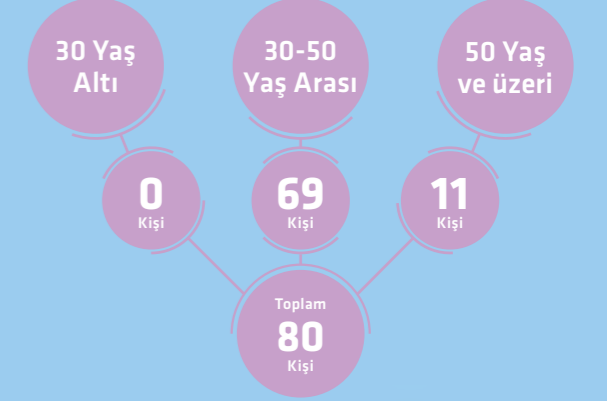 30 Yaş
Altı
30-50
Yaş Arası
50 Yaş
ve üzeri
0
Kişi
69
Kişi
11
Kişi
Toplam
80
Kişi